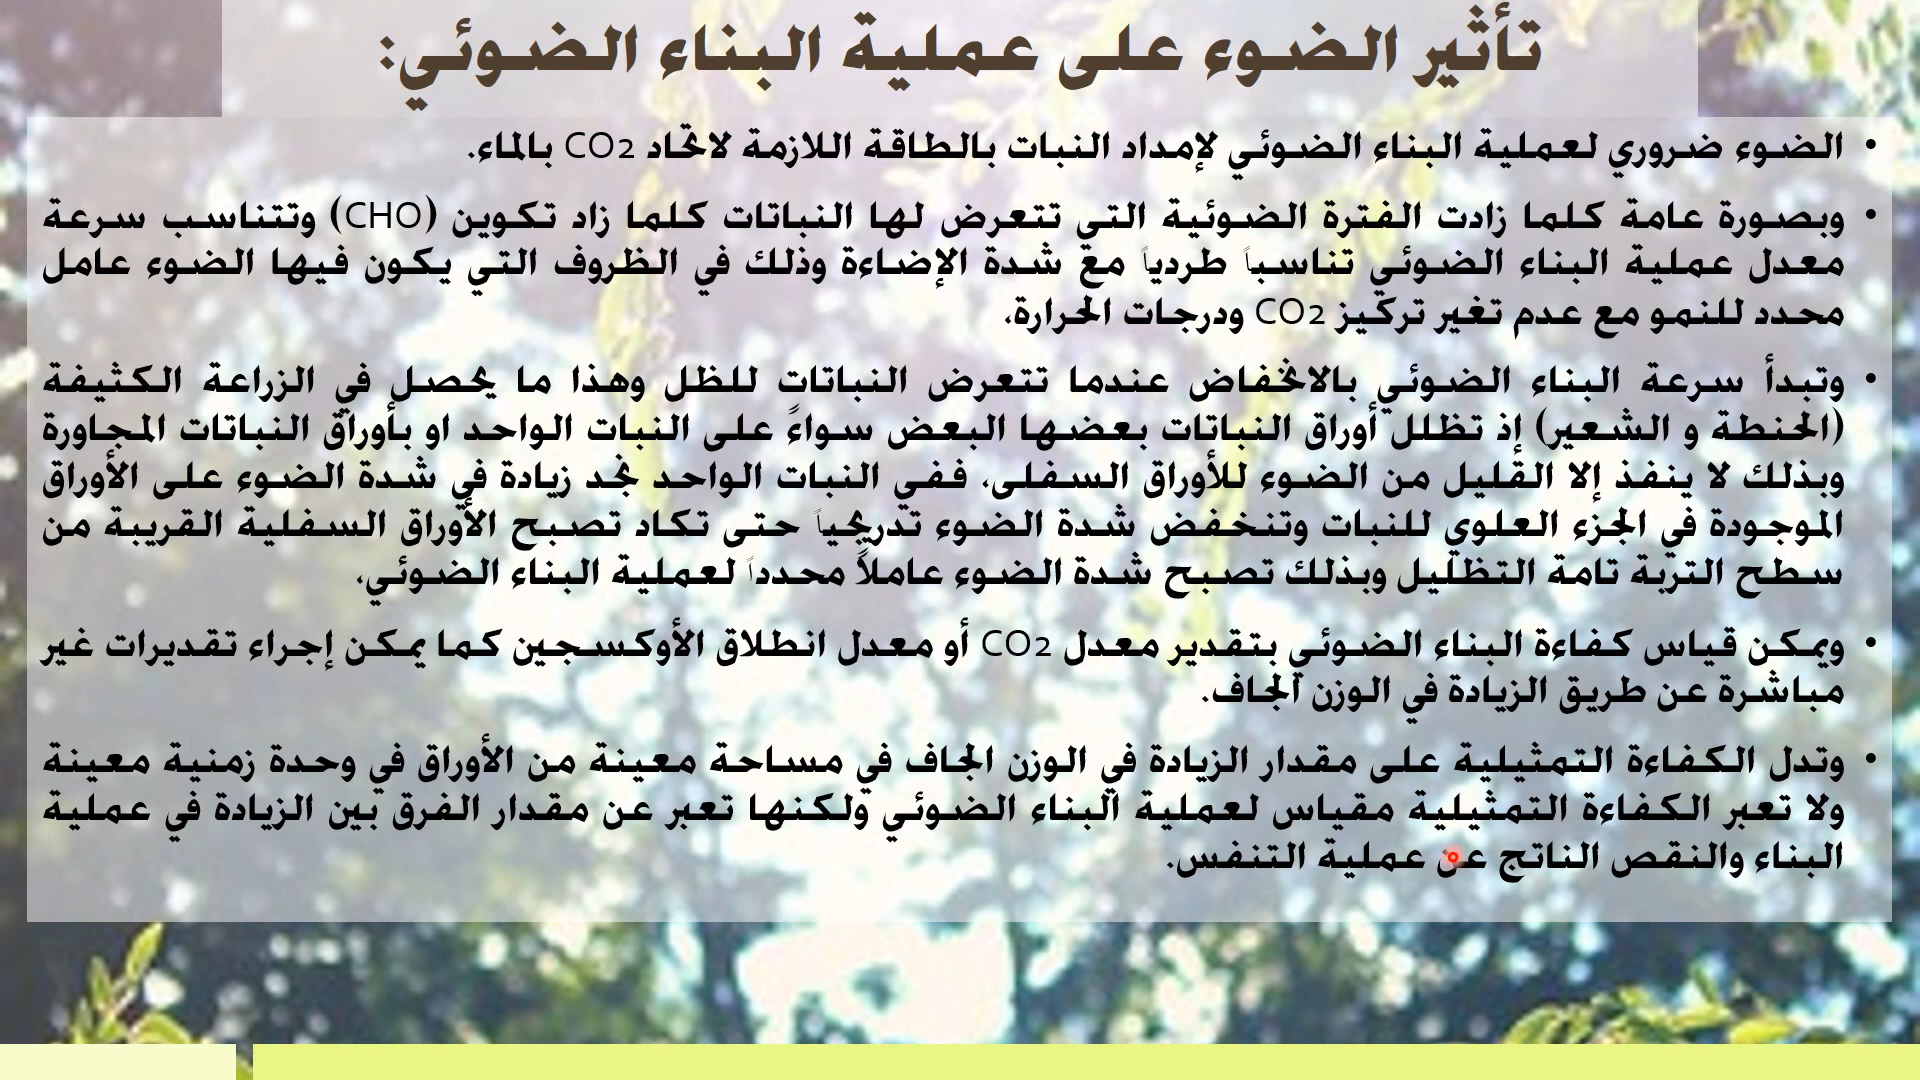 تأثير الضوء على عملية البناء الضوئي:
• الضوء ضروري لعملية البناء الضوئي لإمداد النبات بالطاقة اللازمة لاتحاد CO2 بالماء.
• وبصورة عامة كلما زادت الفترة الضوئية التي تتعرض لها النباتات كلما زاد تكوين (CHO) وتتناسب سرعة
معدل عملية البناء الضوئي تناسباً طردياً مع شدة الإضاءة وذلك في الظروف التي يكون فيها الضوء عامل
محدد للنمو مع عدم تغير تركيز CO2 ودرجات الحرارة.
• وتبدأ سرعة البناء الضوئي بالانخفاض عندما تتعرض النباتات للظل وهذا ما يحصل في الزراعة الكثيفة
(الحنطة و الشعير) إذ تظلل أوراق النباتات بعضها البعض سواءً على النبات الواحد او بأوراق النباتات المجاورة
وبذلك لا ينفذ إلا القليل من الضوء للأوراق السفلى، ففي النبات الواحد نجد زيادة في شدة الضوء على الأوراق
الموجودة في الجزء العلوي للنبات وتنخفض شدة الضوء تدريجياً حتى تكاد تصبح الأوراق السفلية القريبة من
سطح التربة تامة التظليل وبذلك تصبح شدة الضوء عاملاً محدداً لعملية البناء الضوئي،
• ويمكن قياس كفاءة البناء الضوئي بتقدير معدل CO2 أو معدل انطلاق الأوكسجين كما يمكن إجراء تقديرات غير
مباشرة عن طريق الزيادة في الوزن الجاف.
• وتدل الكفاءة التمثيلية على مقدار الزيادة في الوزن الجاف في مساحة معينة من الأوراق في وحدة زمنية معينة
ولا تعبر الكفاءة التمثيلية مقياس لعملية البناء الضوئي ولكنها تعبر عن مقدار الفرق بين الزيادة في عملية
البناء والنقص الناتج عن عملية التنفس.